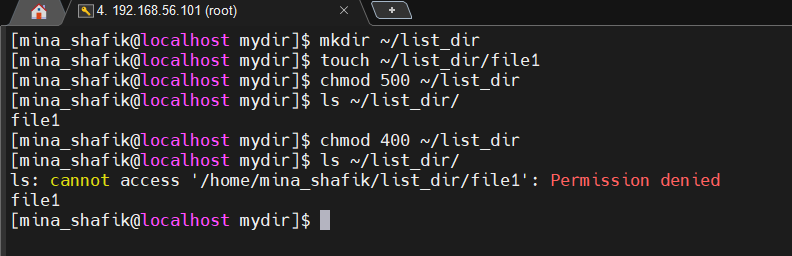 4. 192.168.56.101 (root)
[mina_shafik@localhost mydir]$ mkdir ~/list_dir
[mina_shafik@localhost mydir]$ touch ~/list_dir/file1
[mina_shafik@localhost mydir]$ chmod 500 ~/list_dir
[mina_shafik@localhost mydir]$ ls ~/list_dir/
file1
[mina_shafik@localhost mydir]$ chmod 400 ~/list_dir
[mina_shafik@localhost mydir]$ ls ~/list_dir/
ls: cannot access '/home/mina_shafik/list_dir/file1': Permission denied
file1
[mina_shafik@localhost mydir]$